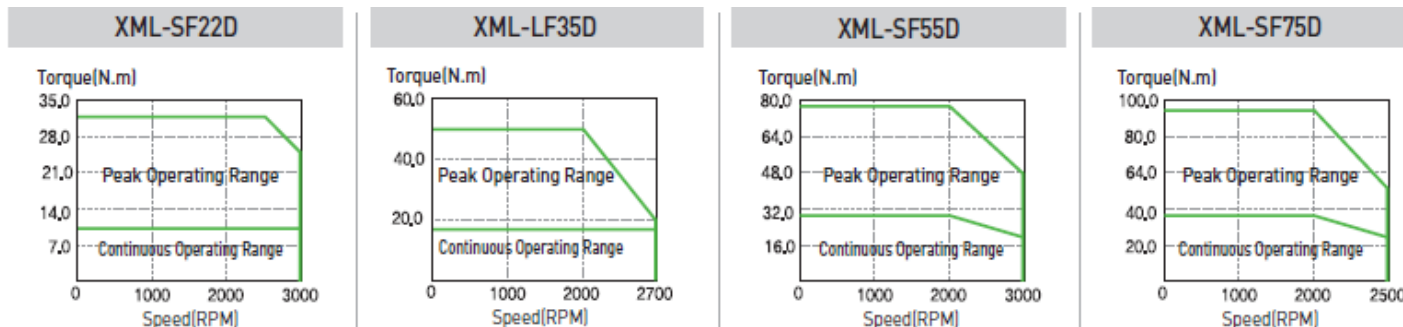 XML-SF22D
Torque(N.m)
35.0
28.0
21.0
14.0
7.0
Peak Operating Range
Continuous Operating Range
0 1000 2000 3000
Speed(RPM)
XML-LF35D
Torque(N.m)
60.0
40.0
20.0
Peak Operating Range
Continuous Operating Range
0 1000 2000 2700
Speed(RPM)
XML-SF55D
Torque(N.m)
80.0
64.0
48.0
32.0
16.0
Peak Operating Range
Continuous Operating Range
0 1000 2000 3000
Speed(RPM)
XML-SF75D
Torque(N.m)
100.0
80.0
64.0
40.0
20.0
Peak Operating Range
Continuous Operating Range
0 1000 2000 2500
Speed(RPM)